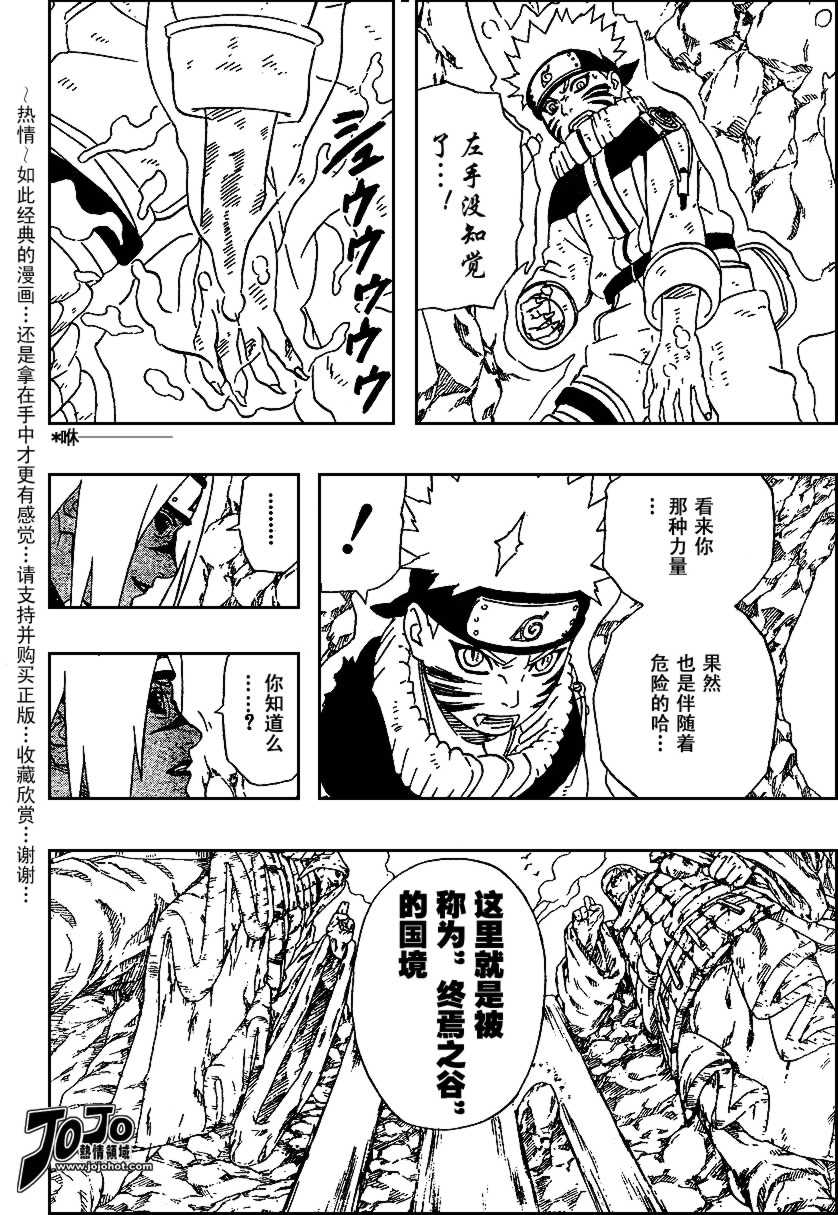 左手没知觉
了…！
シュウウウウウ
看来你
那种力量
…
果然
也是伴随着
危险的哈…
！
………
你知道么
……？
这里就是被
称为”终焉之谷”
的国境
～热情～如此经典的漫画…还是拿在手中才更有感觉…请支持并购买正版…收藏欣赏…谢谢…
JOJO
熱情領域
www.jojohot.com